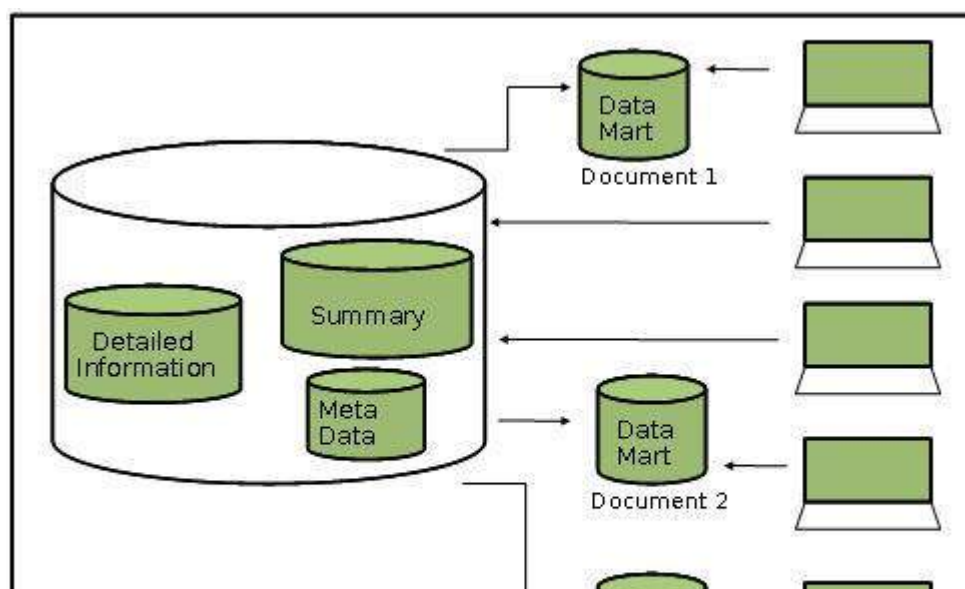 Data
Mart
Document 1
Summary
Detailed
Information
Meta
Data
Data
Mart
Document 2